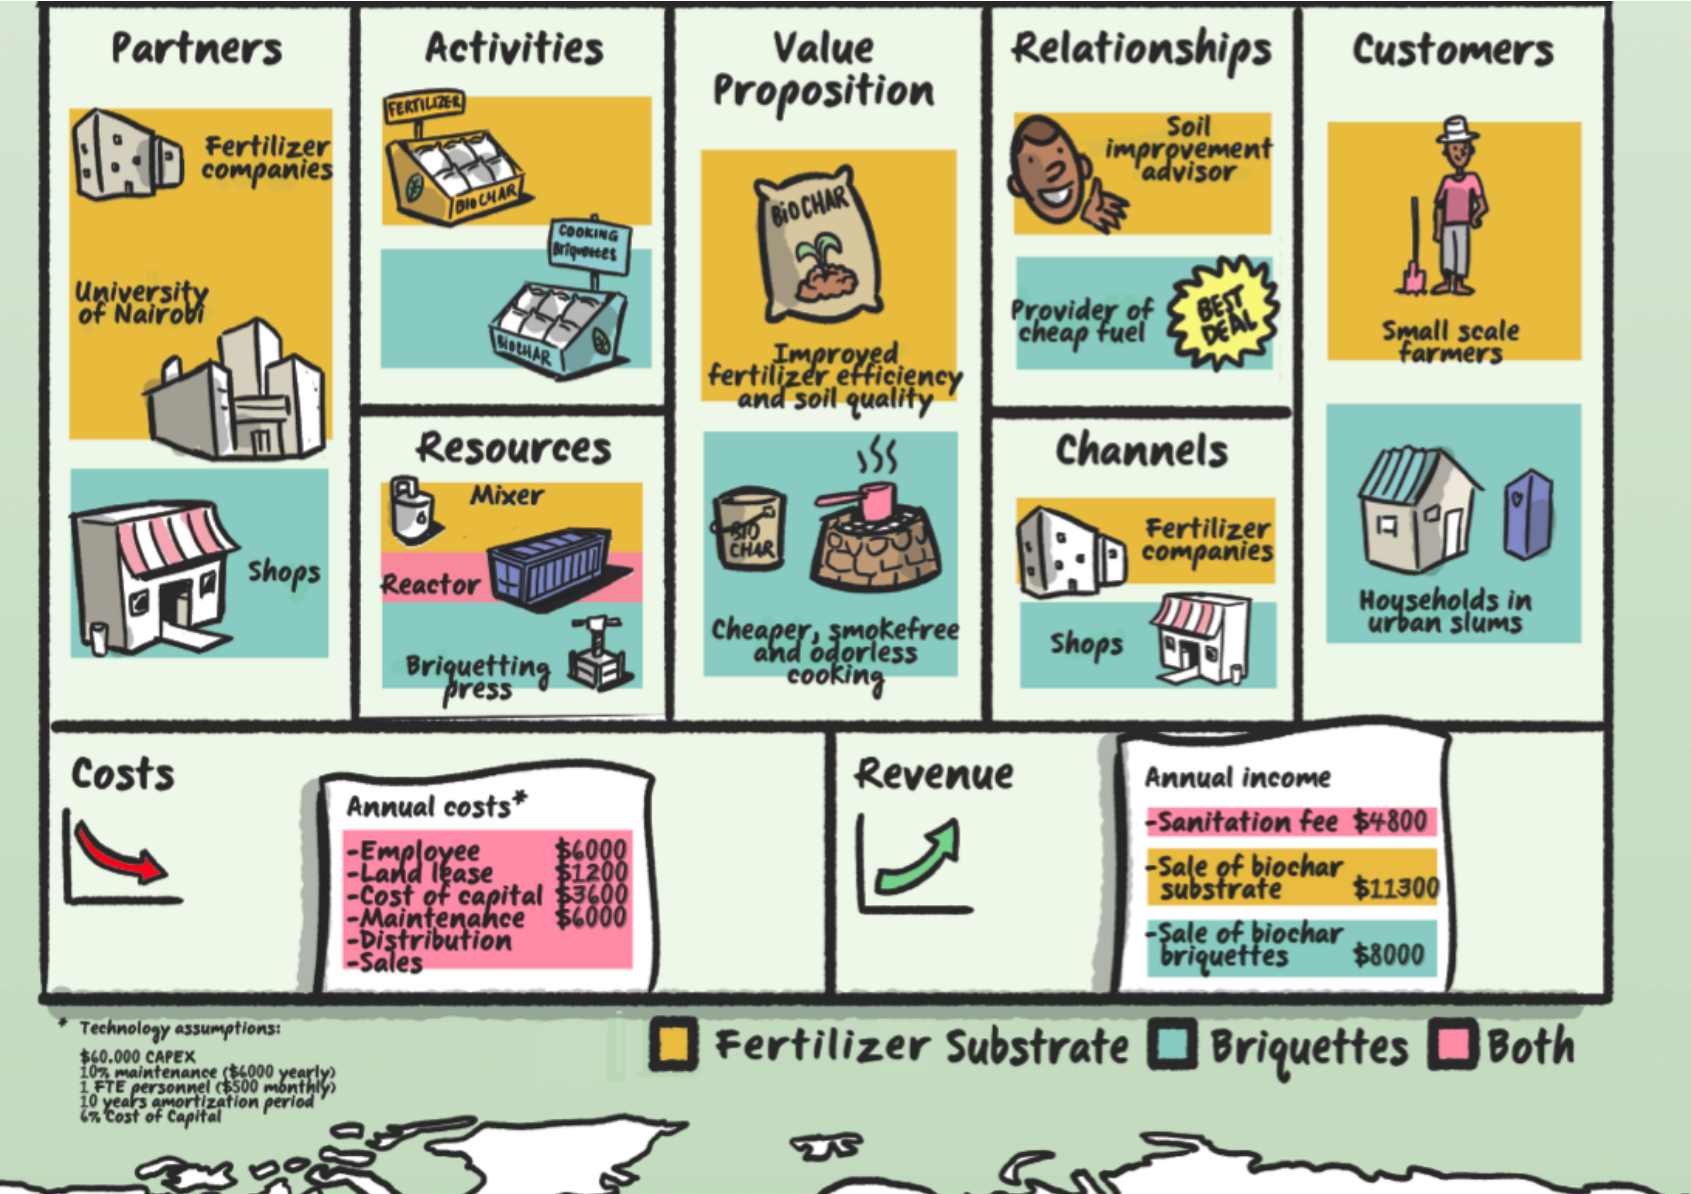 Partners
Fertilizer
companies
University
of Nairobi
Shops
Activities
FERTILIZER
BIOCHAR
COOKING
Briquettes
BIOCHAR
Resources
Mixer
Reactor
Briquetting
press
Value
Proposition
BiOCHAR
Improved
fertilizer efficiency
and soil quality
BIO
CHAR
Cheaper, smokefree
and odorless
cooking
Relationships
Soil
improvement
advisor
Provider of
cheap fuel
BEST
DEAL
Channels
Fertilizer
companies
Shops
Customers
Small scale
farmers
Households in
urban slums
Costs
Annual costs*
-Employee $6000
-Land lease $1200
-Cost of capital $3600
-Maintenance $6000
-Distribution
-Sales
Revenue
Annual income
-Sanitation fee $4800
-Sale of biochar
substrate $11300
-Sale of biochar
briquettes $8000
* Technology assumptions:
$60.000 CAPEX
10% maintenance ($6000 yearly)
1 FTE personnel ($500 monthly)
10 years amortization period
6% Cost of Capital
Fertilizer Substrate Briquettes Both